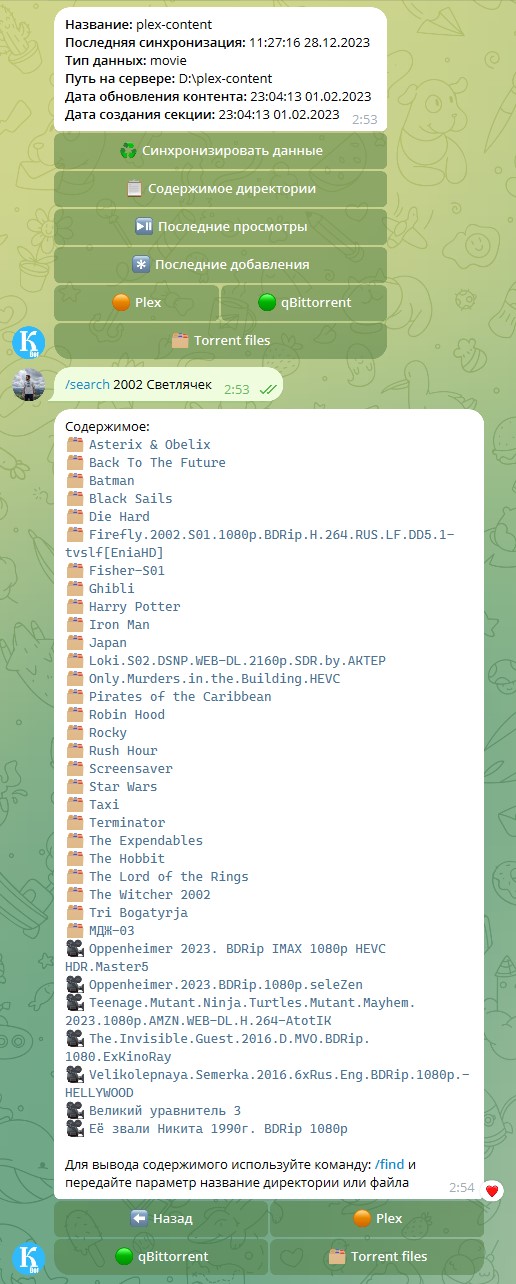 Название: plex-content
Последняя синхронизация: 11:27:16 28.12.2023
Тип данных: movie
Путь на сервере: D:\plex-content
Дата обновления контента: 23:04:13 01.02.2023
Дата создания секции: 23:04:13 01.02.2023 2:53
Синхронизировать данные
Содержимое директории
Последние просмотры
Последние добавления
Plex qBittorrent
Torrent files
/search 2002 Светлячек 2:53
Содержимое:
Asterix & Obelix
Back To The Future
Batman
Black Sails
Die Hard
Firefly.2002.S01.1080p.BDRip.H.264.RUS.LF.DD5.1-
tvslf[EniaHD]
Fisher-S01
Ghibli
Harry Potter
Iron Man
Japan
Loki.S02.DSNP.WEB-DL.2160p.SDR.by.AKTEP
Only.Murders.in.the.Building.HEVC
Pirates of the Caribbean
Robin Hood
Rocky
Rush Hour
Screensaver
Star Wars
Taxi
Terminator
The Expendables
The Hobbit
The Lord of the Rings
The Witcher 2002
Tri Bogatyrja
МДЖ-03
Oppenheimer 2023. BDRip IMAX 1080p HEVC
HDR.Master5
Oppenheimer.2023.BDRip.1080p.seleZen
Teenage.Mutant.Ninja.Turtles.Mutant.Mayhem.
2023.1080p.AMZN.WEB-DL.H.264-AtotIK
The.Invisible.Guest.2016.D.MVO.BDRip.
1080.ExKinoRay
Velikolepnaya.Semerka.2016.6xRus.Eng.BDRip.1080p.-
HELLYWOOD
Великий уравнитель 3
Её звали Никита 1990г. BDRip 1080p
Для вывода содержимого используйте команду: /find и
передайте параметр название директории или файла 2:54
Назад Plex
qBittorrent Torrent files